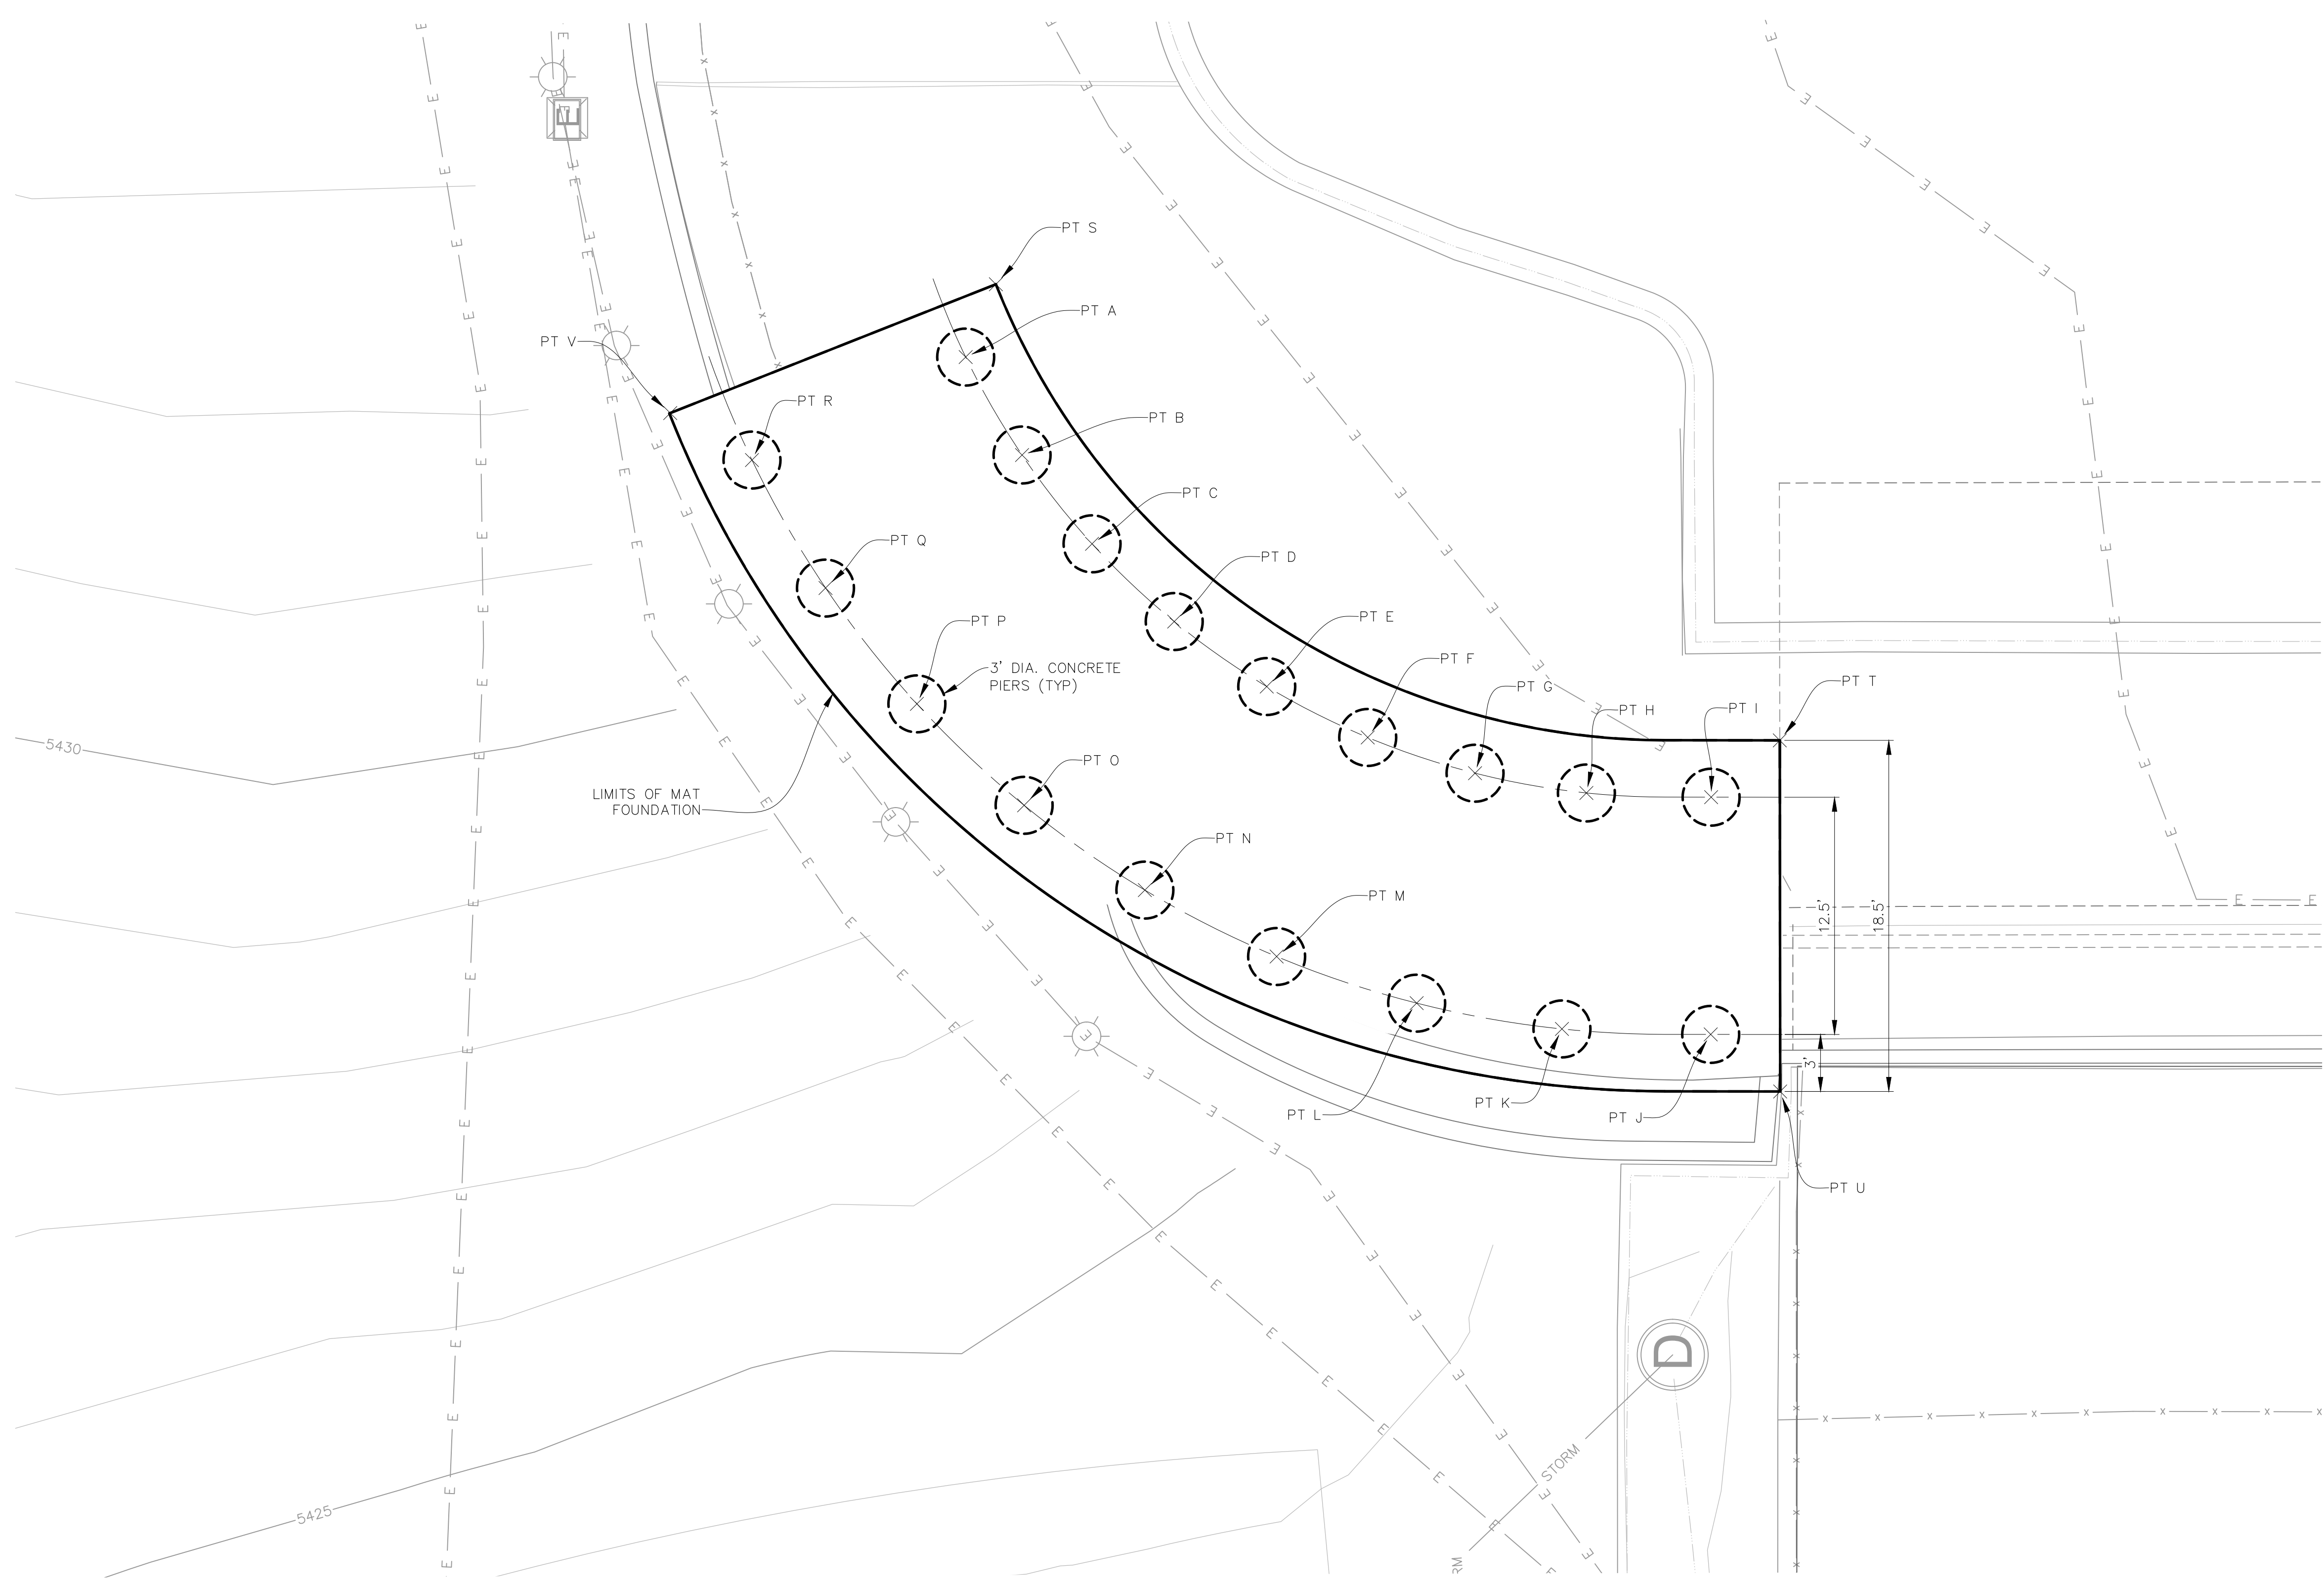 E
PT S
PT A
PT V
PT R
PT B
PT C
PT Q
PT D
PT P
PT E
3' DIA. CONCRETE
PIERS (TYP)
PT F
PT G
PT T
PT H
PT I
5430
PT O
LIMITS OF MAT
FOUNDATION
PT N
PT M
12.5'
18.5'
3'
PT L
PT K
PT J
PT U
D
STORM
5425
RM